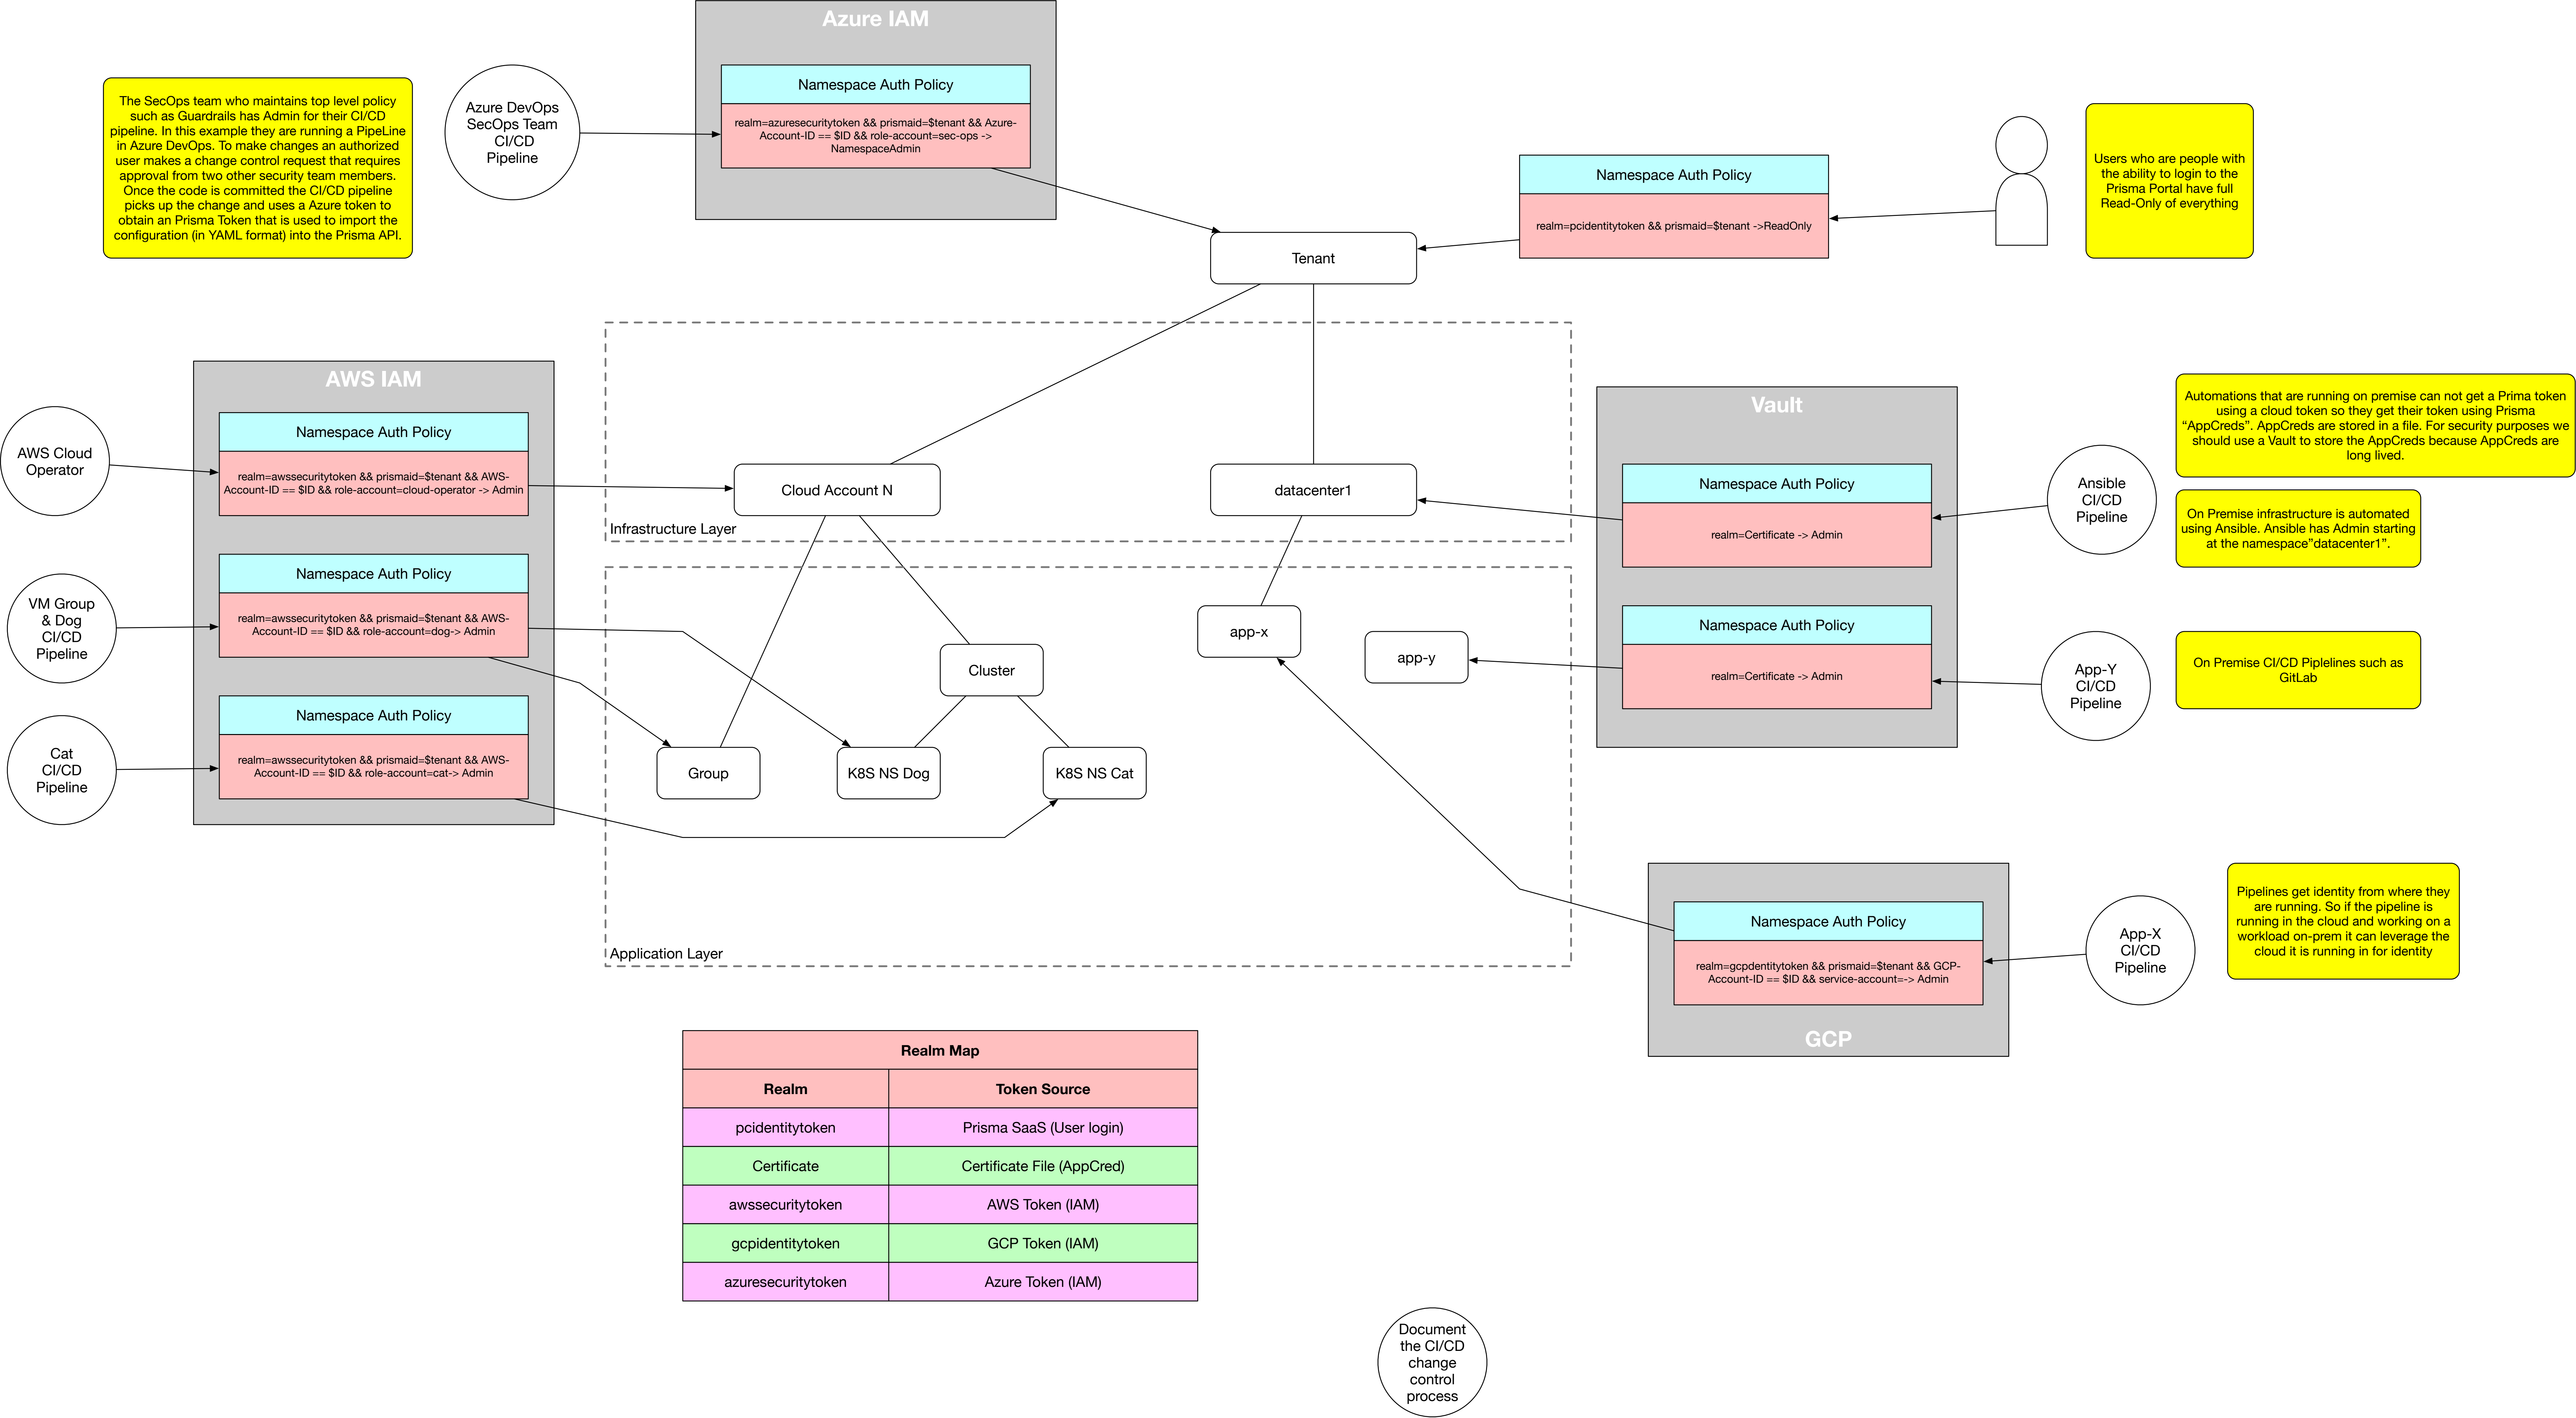 Azure IAM
Namespace Auth Policy
realm=azuresecuritytoken && prismaid=$tenant && Azure-
Account-ID == $ID && role-account=sec-ops ->
NamespaceAdmin
The SecOps team who maintains top level policy
such as Guardrails has Admin for their CI/CD
pipeline. In this example they are running a PipeLine
in Azure DevOps. To make changes an authorized
user makes a change control request that requires
approval from two other security team members.
Once the code is committed the CI/CD pipeline
picks up the change and uses a Azure token to
obtain an Prisma Token that is used to import the
configuration (in YAML format) into the Prisma API.
Azure DevOps
SecOps Team
CI/CD
Pipeline
Namespace Auth Policy
realm=pcidentitytoken && prismaid=$tenant ->ReadOnly
Users who are people with
the ability to login to the
Prisma Portal have full
Read-Only of everything
Tenant
AWS IAM
AWS Cloud
Operator
Namespace Auth Policy
realm=awssecuritytoken && prismaid=$tenant && AWS-
Account-ID == $ID && role-account=cloud-operator -> Admin
VM Group
& Dog
CI/CD
Pipeline
Namespace Auth Policy
realm=awssecuritytoken && prismaid=$tenant && AWS-
Account-ID == $ID && role-account=dog-> Admin
Cat
CI/CD
Pipeline
Namespace Auth Policy
realm=awssecuritytoken && prismaid=$tenant && AWS-
Account-ID == $ID && role-account=cat-> Admin
Cloud Account N
datacenter1
Infrastructure Layer
app-x
app-y
Cluster
Group
K8S NS Dog
K8S NS Cat
Application Layer
Vault
Namespace Auth Policy
realm=Certificate -> Admin
Namespace Auth Policy
realm=Certificate -> Admin
Ansible
CI/CD
Pipeline
App-Y
CI/CD
Pipeline
Automations that are running on premise can not get a Prima token
using a cloud token so they get their token using Prisma
“AppCreds”. AppCreds are stored in a file. For security purposes we
should use a Vault to store the AppCreds because AppCreds are
long lived.
On Premise infrastructure is automated
using Ansible. Ansible has Admin starting
at the namespace”datacenter1”.
On Premise CI/CD Piplelines such as
GitLab
Namespace Auth Policy
realm=gcpdentitytoken && prismaid=$tenant && GCP-
Account-ID == $ID && service-account=-> Admin
GCP
App-X
CI/CD
Pipeline
Pipelines get identity from where they
are running. So if the pipeline is
running in the cloud and working on a
workload on-prem it can leverage the
cloud it is running in for identity
Realm Map
Realm Token Source
pcidentitytoken Prisma SaaS (User login)
Certificate Certificate File (AppCred)
awssecuritytoken AWS Token (IAM)
gcpidentitytoken GCP Token (IAM)
azuresecuritytoken Azure Token (IAM)
Document
the CI/CD
change
control
process